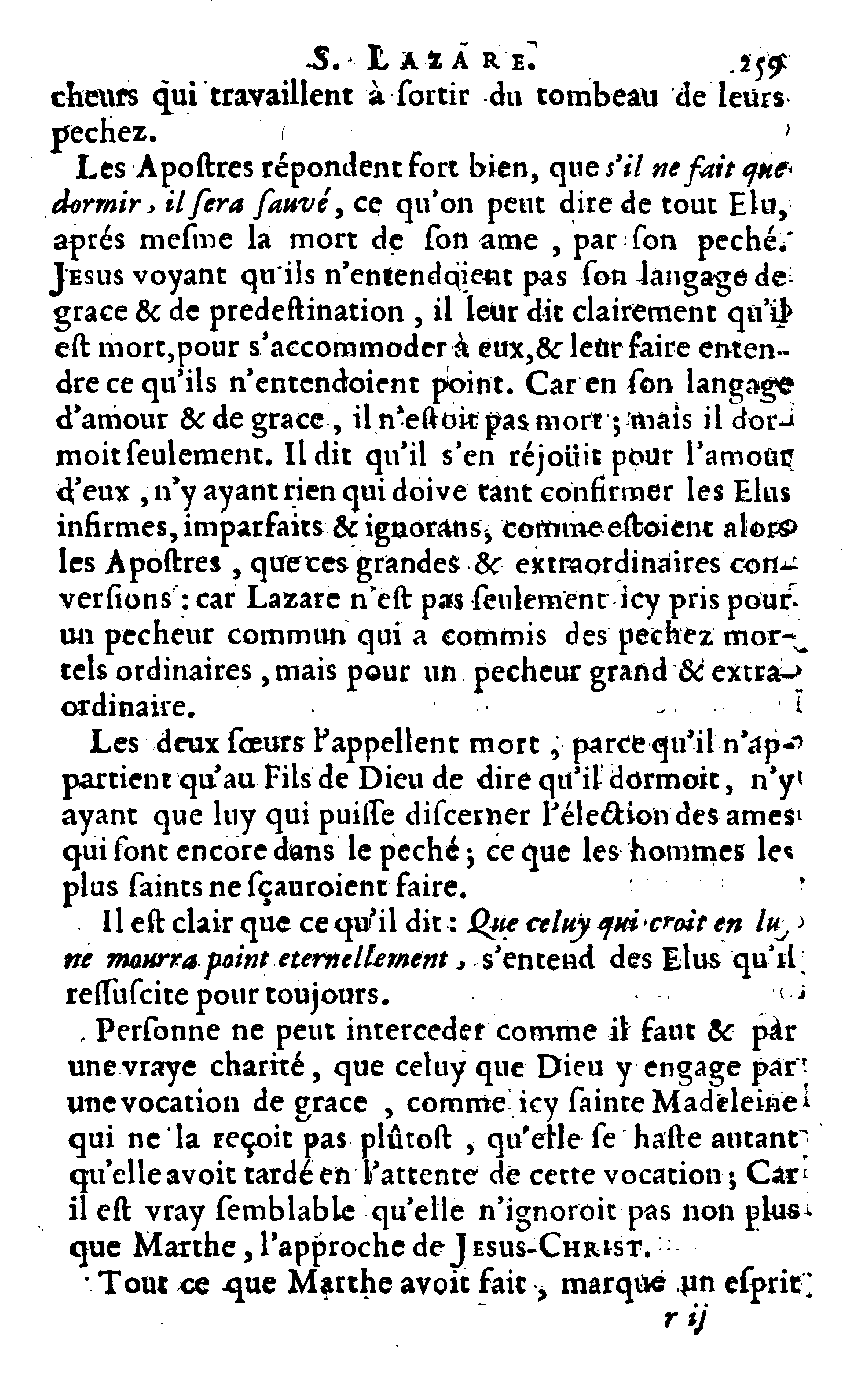 S. LAZARE. 259
cheurs qui travaillent à ſortir du tombeau de leurs
pechez.
Les Apoſtres répondent fort bien, que s'il ne fait que
dormir, il ſera ſauvé, ce qu'on peut dire de tout Elu,
aprés meſme la mort de ſon ame, par ſon peché.
JESUS voyant qu'ils n'entendoient pas ſon langage de
grace & de predeſtination, il leur dit clairement qu'il
eſt mort, pour s'accommoder à eux, & leur faire enten-
dre ce qu'ils n'entendoient point. Car en ſon langage
d'amour & de grace, il n'eſtoit pas mort; mais il dor-
moit ſeulement. Il dit qu'il s'en réjoüit pour l'amour
d'eux, n'y ayant rien qui doive tant confirmer les Elus
infirmes, imparfaits & ignorans, comme eſtoient alors
les Apoſtres, que ces grandes & extraordinaires con-
verſions: car Lazare n'eſt pas ſeulement icy pris pour
un pecheur commun qui a commis des pechez mor-
tels ordinaires, mais pour un pecheur grand & extra-
ordinaire.
Les deux ſœurs l'appellent mort, parce qu'il n'ap-
partient qu'au Fils de Dieu de dire qu'il dormoit, n'y
ayant que luy qui puiſſe diſcerner l'élection des ames
qui ſont encore dans le peché; ce que les hommes les
plus ſaints ne ſçauroient faire.
Il eſt clair que ce qu'il dit: Que celuy qui croit en luy
ne mourra point eternellement, s'entend des Elus qu'il
reſſuſcite pour toujours.
Perſonne ne peut interceder comme il faut & par
une vraye charité, que celuy que Dieu y engage par
une vocation de grace, comme icy ſainte Madeleine
qui ne la reçoit pas plûtoſt, qu'elle ſe haſte autant
qu'elle avoit tardé en l'attente de cette vocation; Car
il eſt vray ſemblable qu'elle n'ignoroit pas non plus
que Marthe, l'approche de JESUS-CHRIST.
Tout ce que Marthe avoit fait, marque un eſprit
r ij